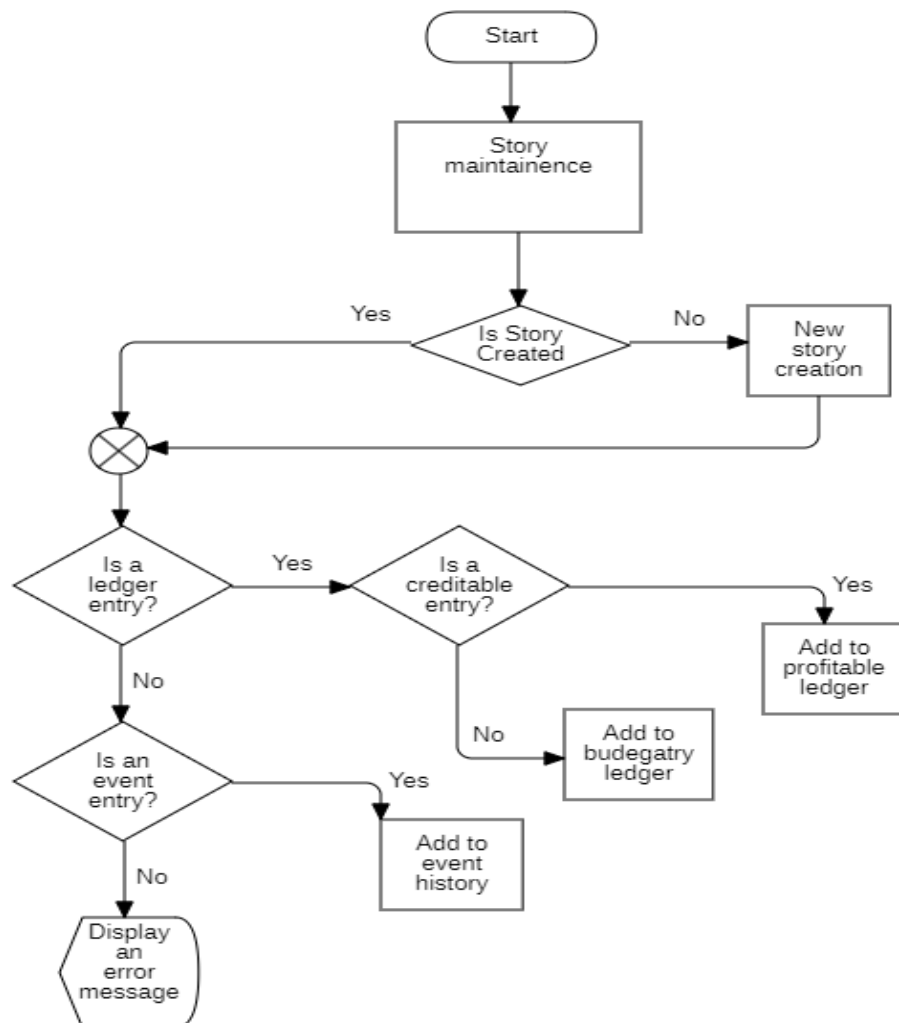 Start
Story
maintainence
Yes
Is Story
Created
No
New
story
creation
Is a
ledger
entry?
Yes
Is a
creditable
entry?
Yes
Add to
profitable
ledger
No
No
Add to
budegatry
ledger
Is an
event
entry?
Yes
Add to
event
history
No
Display
an
error
message